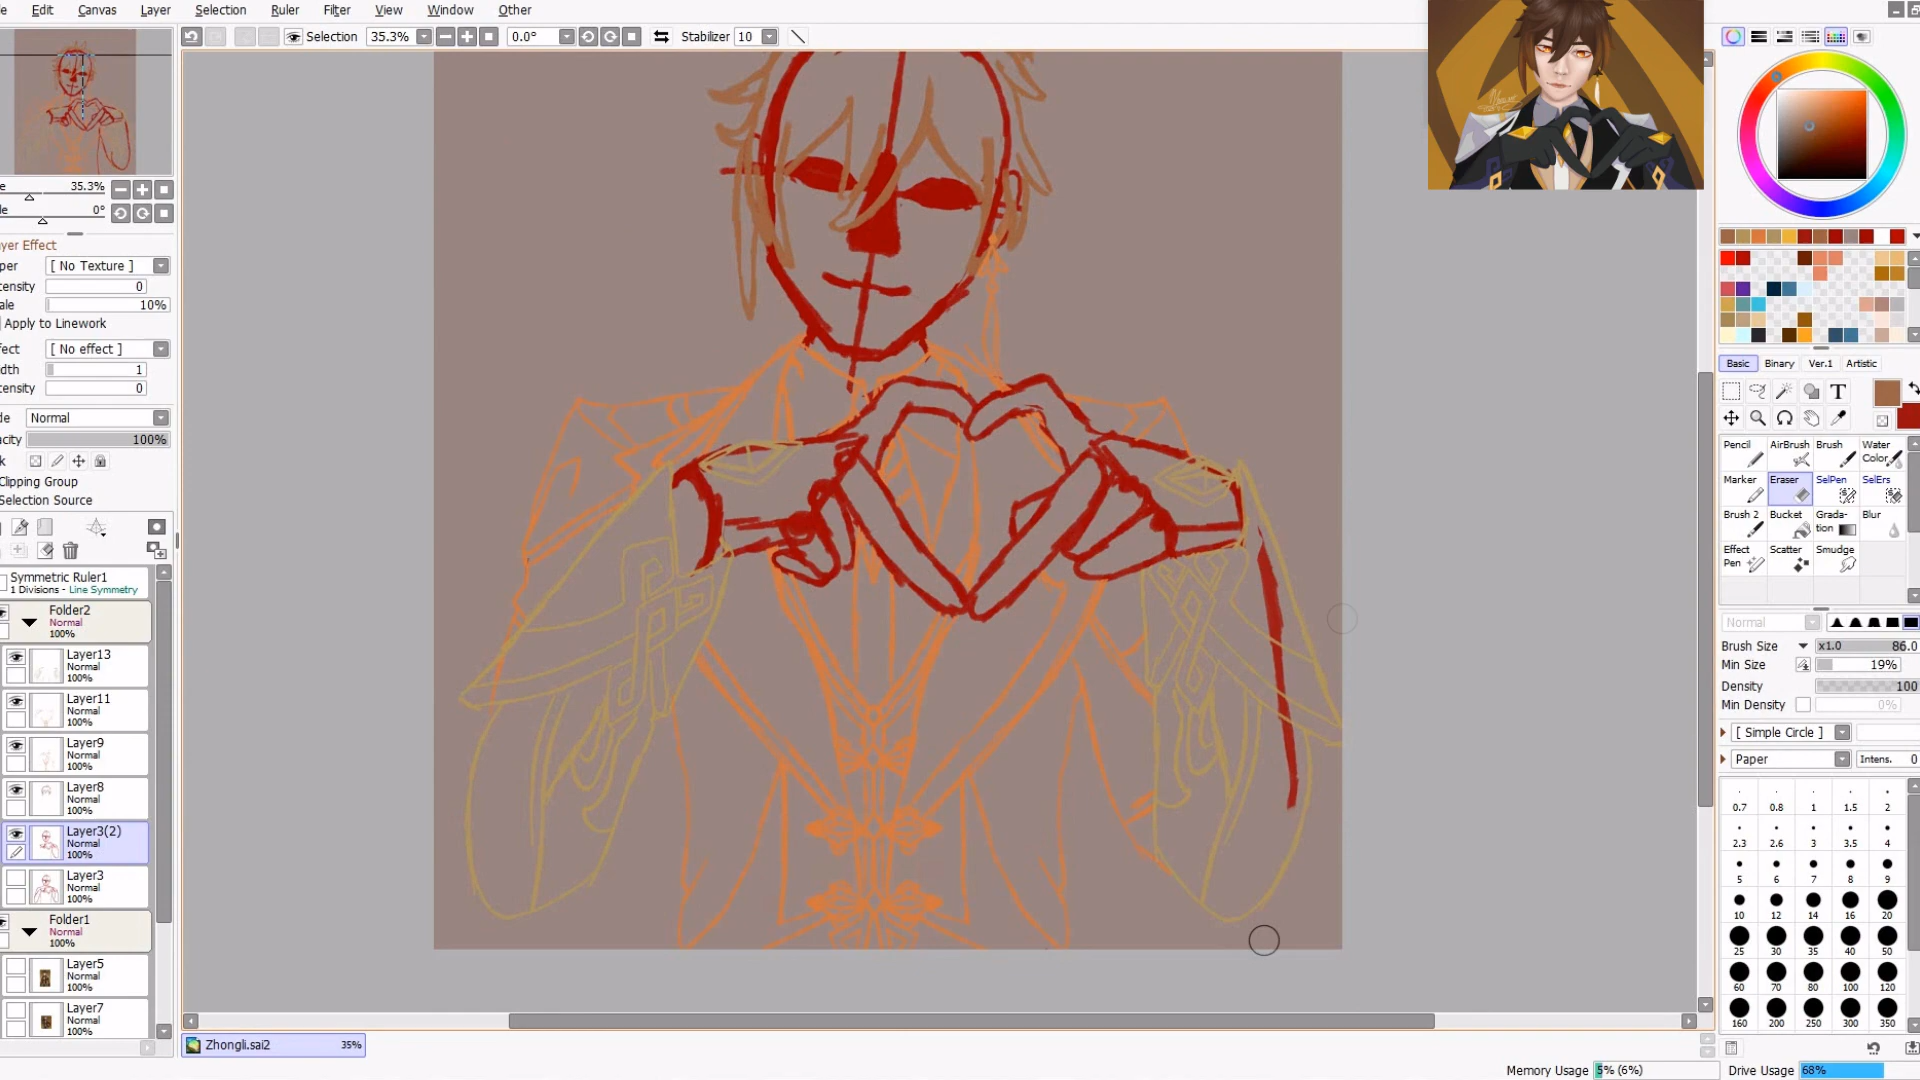 Edit Canvas Layer Selection Ruler Filter View Window Other
Selection 35.3% 0.0° Stabilizer 10
35.3%
0°
yer Effect
per [ No Texture ]
ntensity 0
ale 10%
Apply to Linework
fect [ No effect ]
dth 1
ntensity 0
de Normal
acity 100%
Clipping Group
Selection Source
Symmetric Ruler1
1 Divisions - Line Symmetry
Folder2
Normal
100%
Layer13
Normal
100%
Layer11
Normal
100%
Layer9
Normal
100%
Layer8
Normal
100%
Layer3(2)
Normal
100%
Layer3
Normal
100%
Folder1
Normal
100%
Layer5
Normal
100%
Layer7
Normal
100%
Zhongli.sai2 35%
Basic Binary Ver.1 Artistic
T
Pencil AirBrush Brush Water Color
Marker Eraser SelPen SelErs
Brush 2 Bucket Grada-tion Blur
Effect Pen Scatter Smudge
Normal
Brush Size x1.0 86.0
Min Size 19%
Density 100
Min Density 0%
[ Simple Circle ]
Paper Intens. 0
0.7 0.8 1 1.5 2
2.3 2.6 3 3.5 4
5 6 7 8 9
10 12 14 16 20
25 30 35 40 50
60 70 80 100 120
160 200 250 300 350
Memory Usage 5% (6%) Drive Usage 68%